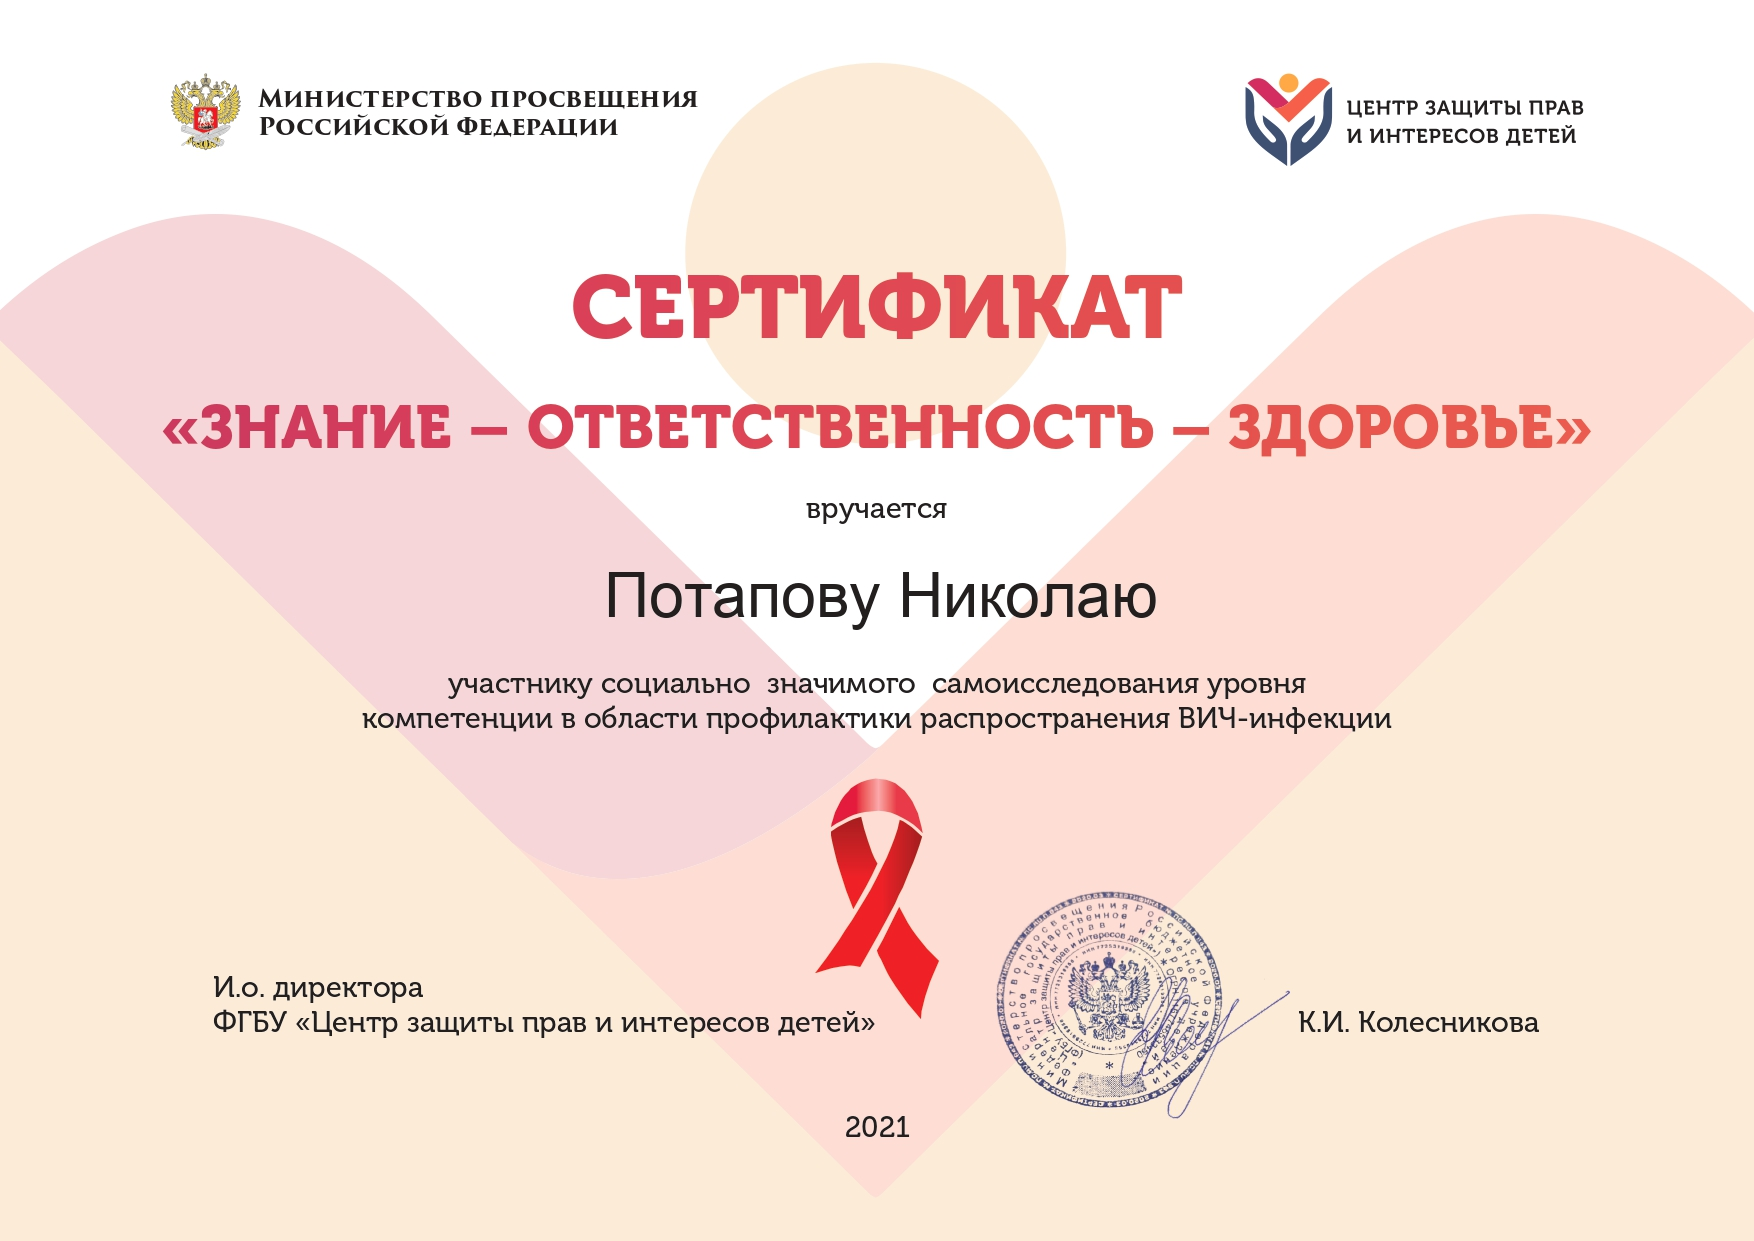 Министерство просвещения
Российской Федерации
ЦЕНТР ЗАЩИТЫ ПРАВ
И ИНТЕРЕСОВ ДЕТЕЙ
СЕРТИФИКАТ
«ЗНАНИЕ – ОТВЕТСТВЕННОСТЬ – ЗДОРОВЬЕ»
вручается
Потапову Николаю
участнику социально значимого самоисследования уровня
компетенции в области профилактики распространения ВИЧ-инфекции
И.о. директора
ФГБУ «Центр защиты прав и интересов детей»
К.И. Колесникова
2021